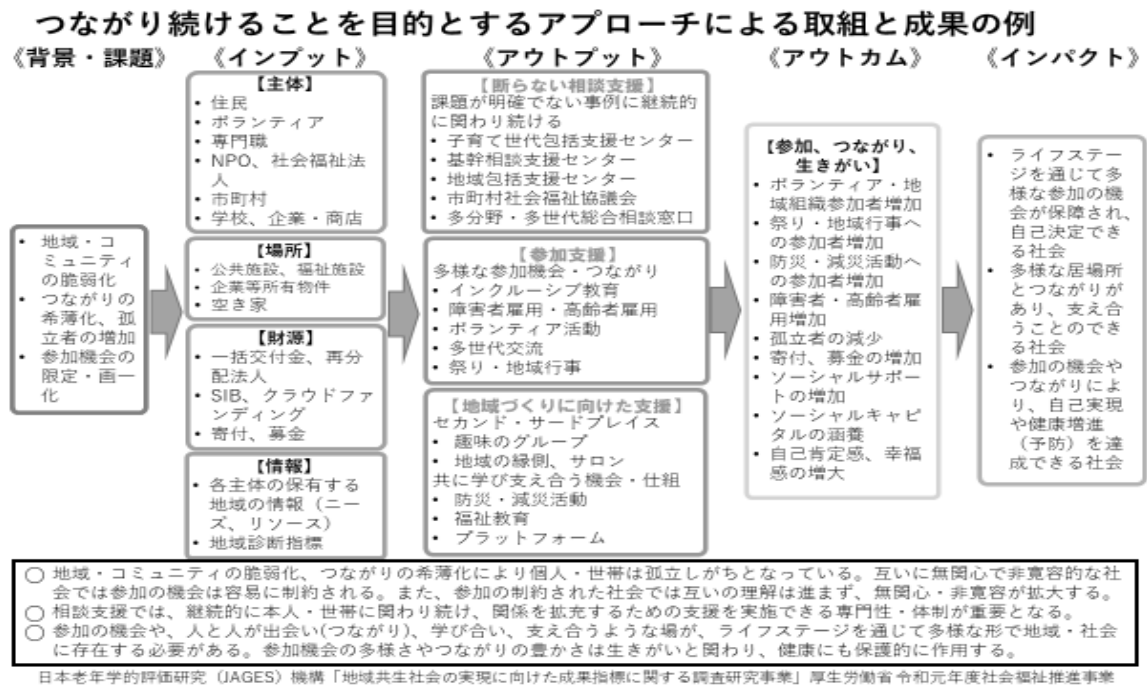 つながり続けることを目的とするアプローチによる取組と成果の例
《背景・課題》
《インプット》
《アウトプット》
《アウトカム》
《インパクト》
• 地域・コ
ミュニティ
の脆弱化
• つながりの
希薄化、孤
立者の増加
• 参加機会の
限定・画一
化
【主体】
• 住民
• ボランティア
• 専門職
• NPO、社会福祉法
人
• 市町村
• 学校、企業・商店
【場所】
• 公共施設、福祉施設
• 企業等所有物件
• 空き家
【財源】
• 一括交付金、再分
配法人
• SIB、クラウドファ
ンディング
• 寄付、募金
【情報】
• 各主体の保有する
地域の情報（ニー
ズ、リソース）
• 地域診断指標
【断らない相談支援】
課題が明確でない事例に継続的
に関わり続ける
• 子育て世代包括支援センター
• 基幹相談支援センター
• 地域包括支援センター
• 市町村社会福祉協議会
• 多分野・多世代総合相談窓口
【参加支援】
多様な参加機会・つながり
• インクルーシブ教育
• 障害者雇用・高齢者雇用
• ボランティア活動
• 多世代交流
• 祭り・地域行事
【地域づくりに向けた支援】
セカンド・サードプレイス
• 趣味のグループ
• 地域の縁側、サロン
共に学び支え合う機会・仕組
• 防災・減災活動
• 福祉教育
• プラットフォーム
【参加、つながり、
生きがい】
• ボランティア・地
域組織参加者増加
• 祭り・地域行事へ
の参加者増加
• 防災・減災活動へ
の参加者増加
• 障害者・高齢者雇
用増加
• 孤立者の減少
• 寄付、募金の増加
• ソーシャルサポー
トの増加
• ソーシャルキャピ
タルの涵養
• 自己肯定感、幸福
感の増大
• ライフステー
ジを通じて多
様な参加の機
会が保障され、
自己決定でき
る社会
• 多様な居場所
とつながりが
あり、支え合
うことのでき
る社会
• 参加の機会や
つながりによ
り、自己実現
や健康増進
（予防）を達
成できる社会
○ 地域・コミュニティの脆弱化、つながりの希薄化により個人・世帯は孤立しがちとなっている。互いに無関心で非寛容的な社
会では参加の機会は容易に制約される。また、参加の制約された社会では互いの理解は進まず、無関心・非寛容が拡大する。
○ 相談支援では、継続的に本人・世帯に関わり続け、関係を拡充するための支援を実施できる専門性・体制が重要となる。
○ 参加の機会や、人と人が出会い(つながり)、学び合い、支え合うような場が、ライフステージを通じて多様な形で地域・社会
に存在する必要がある。参加機会の多様さやつながりの豊かさは生きがいと関わり、健康にも保護的に作用する。
日本老年学的評価研究（JAGES）機構「地域共生社会の実現に向けた成果指標に関する調査研究事業」厚生労働省令和元年度社会福祉推進事業